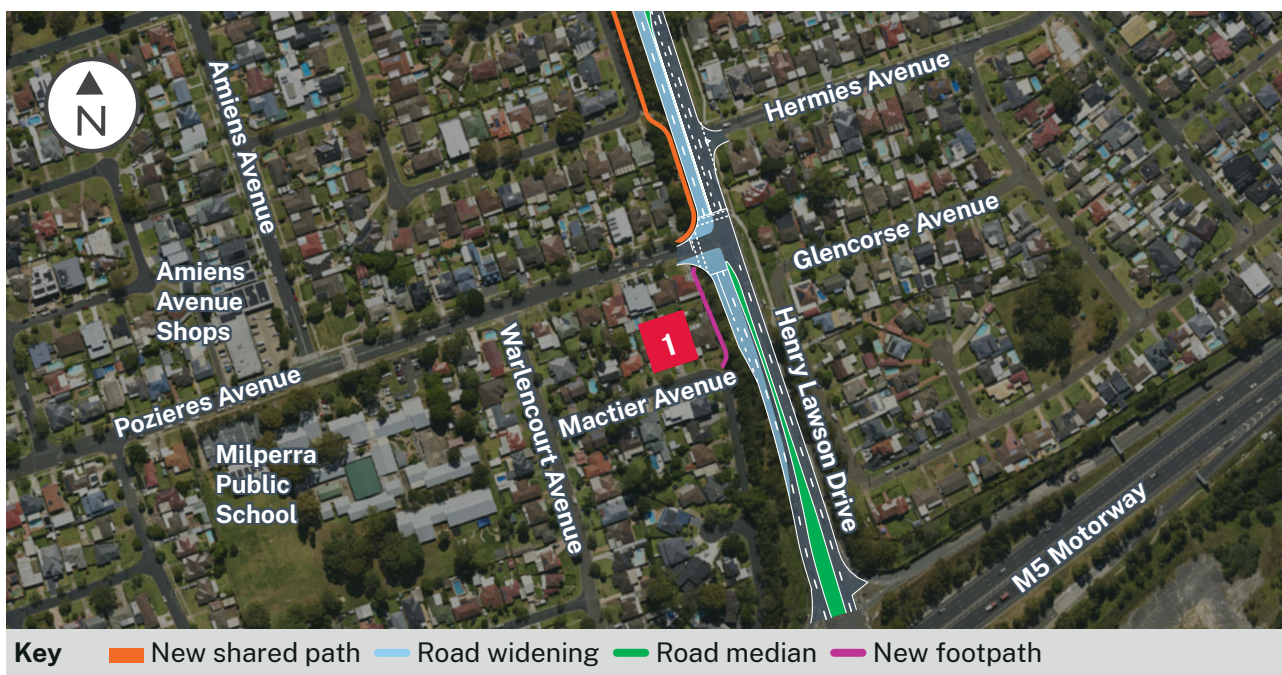 N
Amiens Avenue
Hermies Avenue
Glencorse Avenue
Amiens
Avenue
Shops
1
Henry Lawson Drive
Warlencourt Avenue
Mactier Avenue
Pozieres Avenue
Milperra
Public
School
M5 Motorway
Key New shared path Road widening Road median New footpath